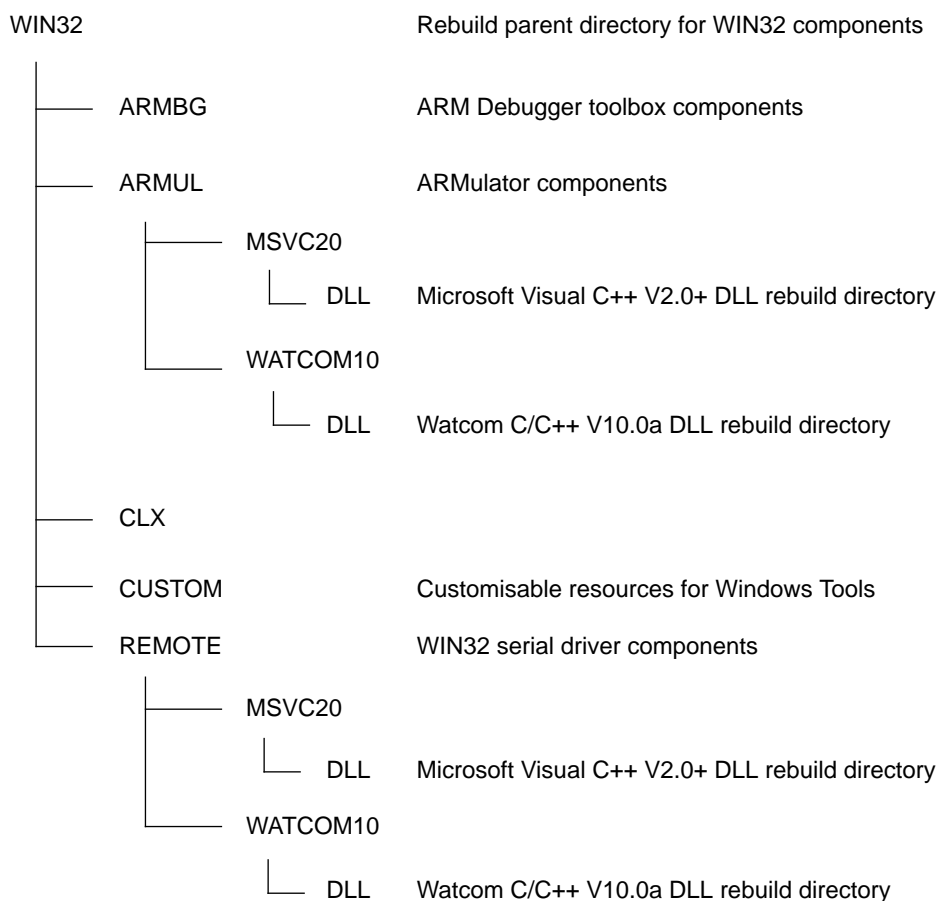 WIN32 Rebuild parent directory for WIN32 components
ARMBG ARM Debugger toolbox components
ARMUL ARMulator components
MSVC20
DLL Microsoft Visual C++ V2.0+ DLL rebuild directory
WATCOM10
DLL Watcom C/C++ V10.0a DLL rebuild directory
CLX
CUSTOM Customisable resources for Windows Tools
REMOTE WIN32 serial driver components
MSVC20
DLL Microsoft Visual C++ V2.0+ DLL rebuild directory
WATCOM10
DLL Watcom C/C++ V10.0a DLL rebuild directory